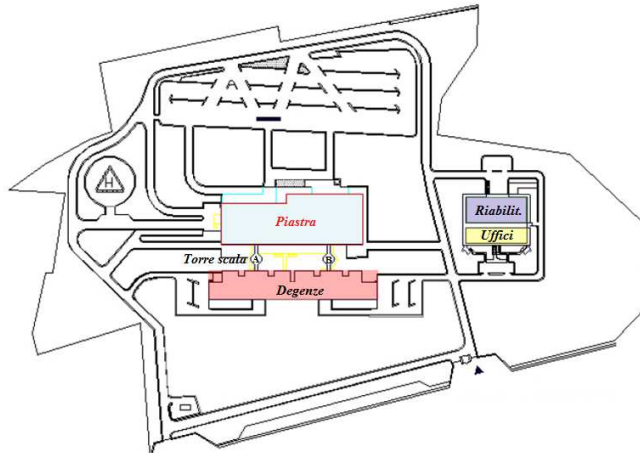 H
Piastra
Riabilit.
Uffici
Torre scala
A
B
Degenze